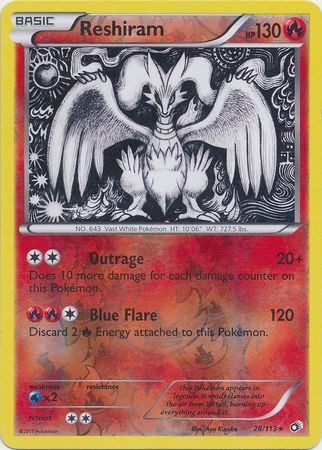 BASIC
Reshiram
HP130
NO. 643 Vast White Pokémon HT: 10'06" WT: 727.5 lbs.
Outrage 20+
Does 10 more damage for each damage counter on
this Pokémon.
Blue Flare 120
Discard 2 Energy attached to this Pokémon.
weakness resistance
×2
retreat
This Pokémon appears in
legends. It sends flames into
the air from its tail, burning up
everything around it.
Illus. Ayo Kizube
28/113★
©2011 Pokémon